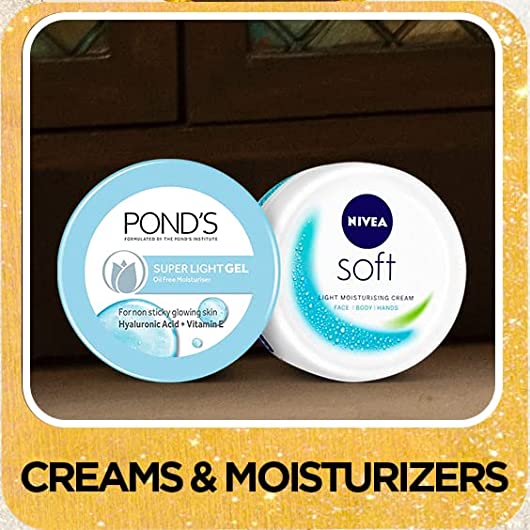 POND'S
FORMULATED BY THE POND'S INSTITUTE
SUPER LIGHT GEL
Oil Free Moisturiser
For non sticky glowing skin
Hyaluronic Acid + Vitamin E
NIVEA
soft
LIGHT MOISTURISING CREAM
FACE | BODY | HANDS
CREAMS & MOISTURIZERS